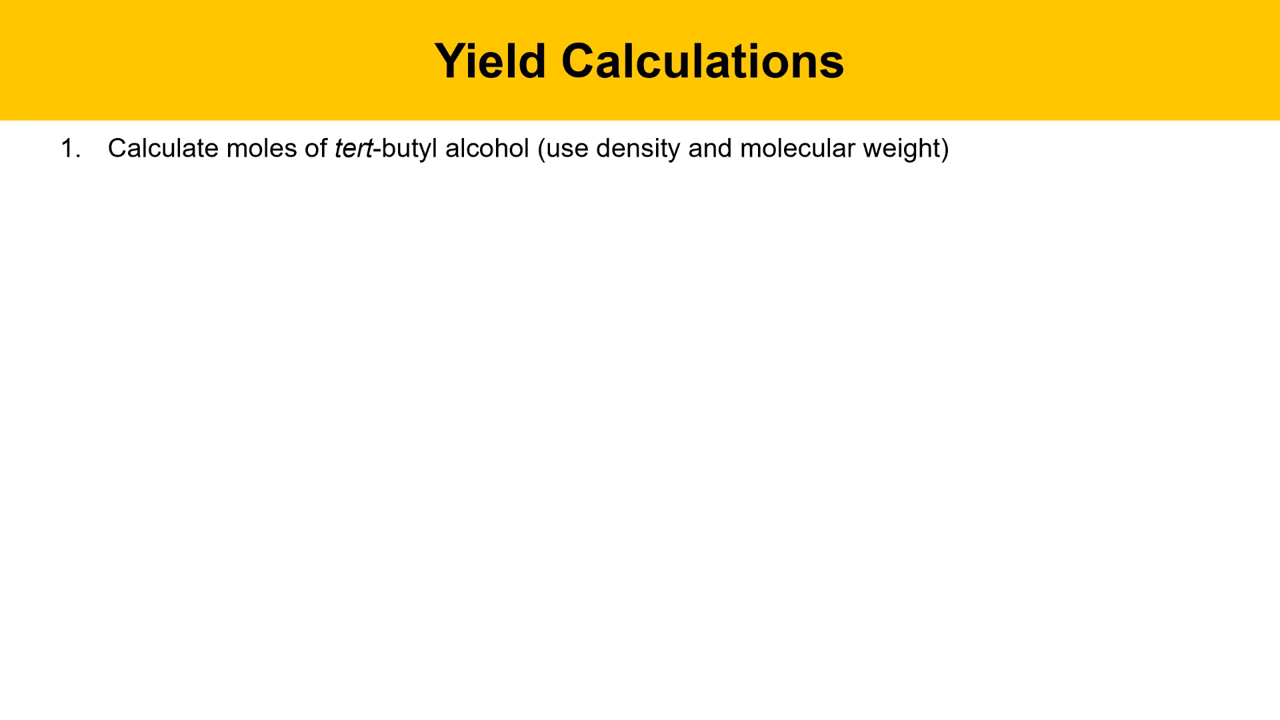 Yield Calculations
1. Calculate moles of tert-butyl alcohol (use density and molecular weight)